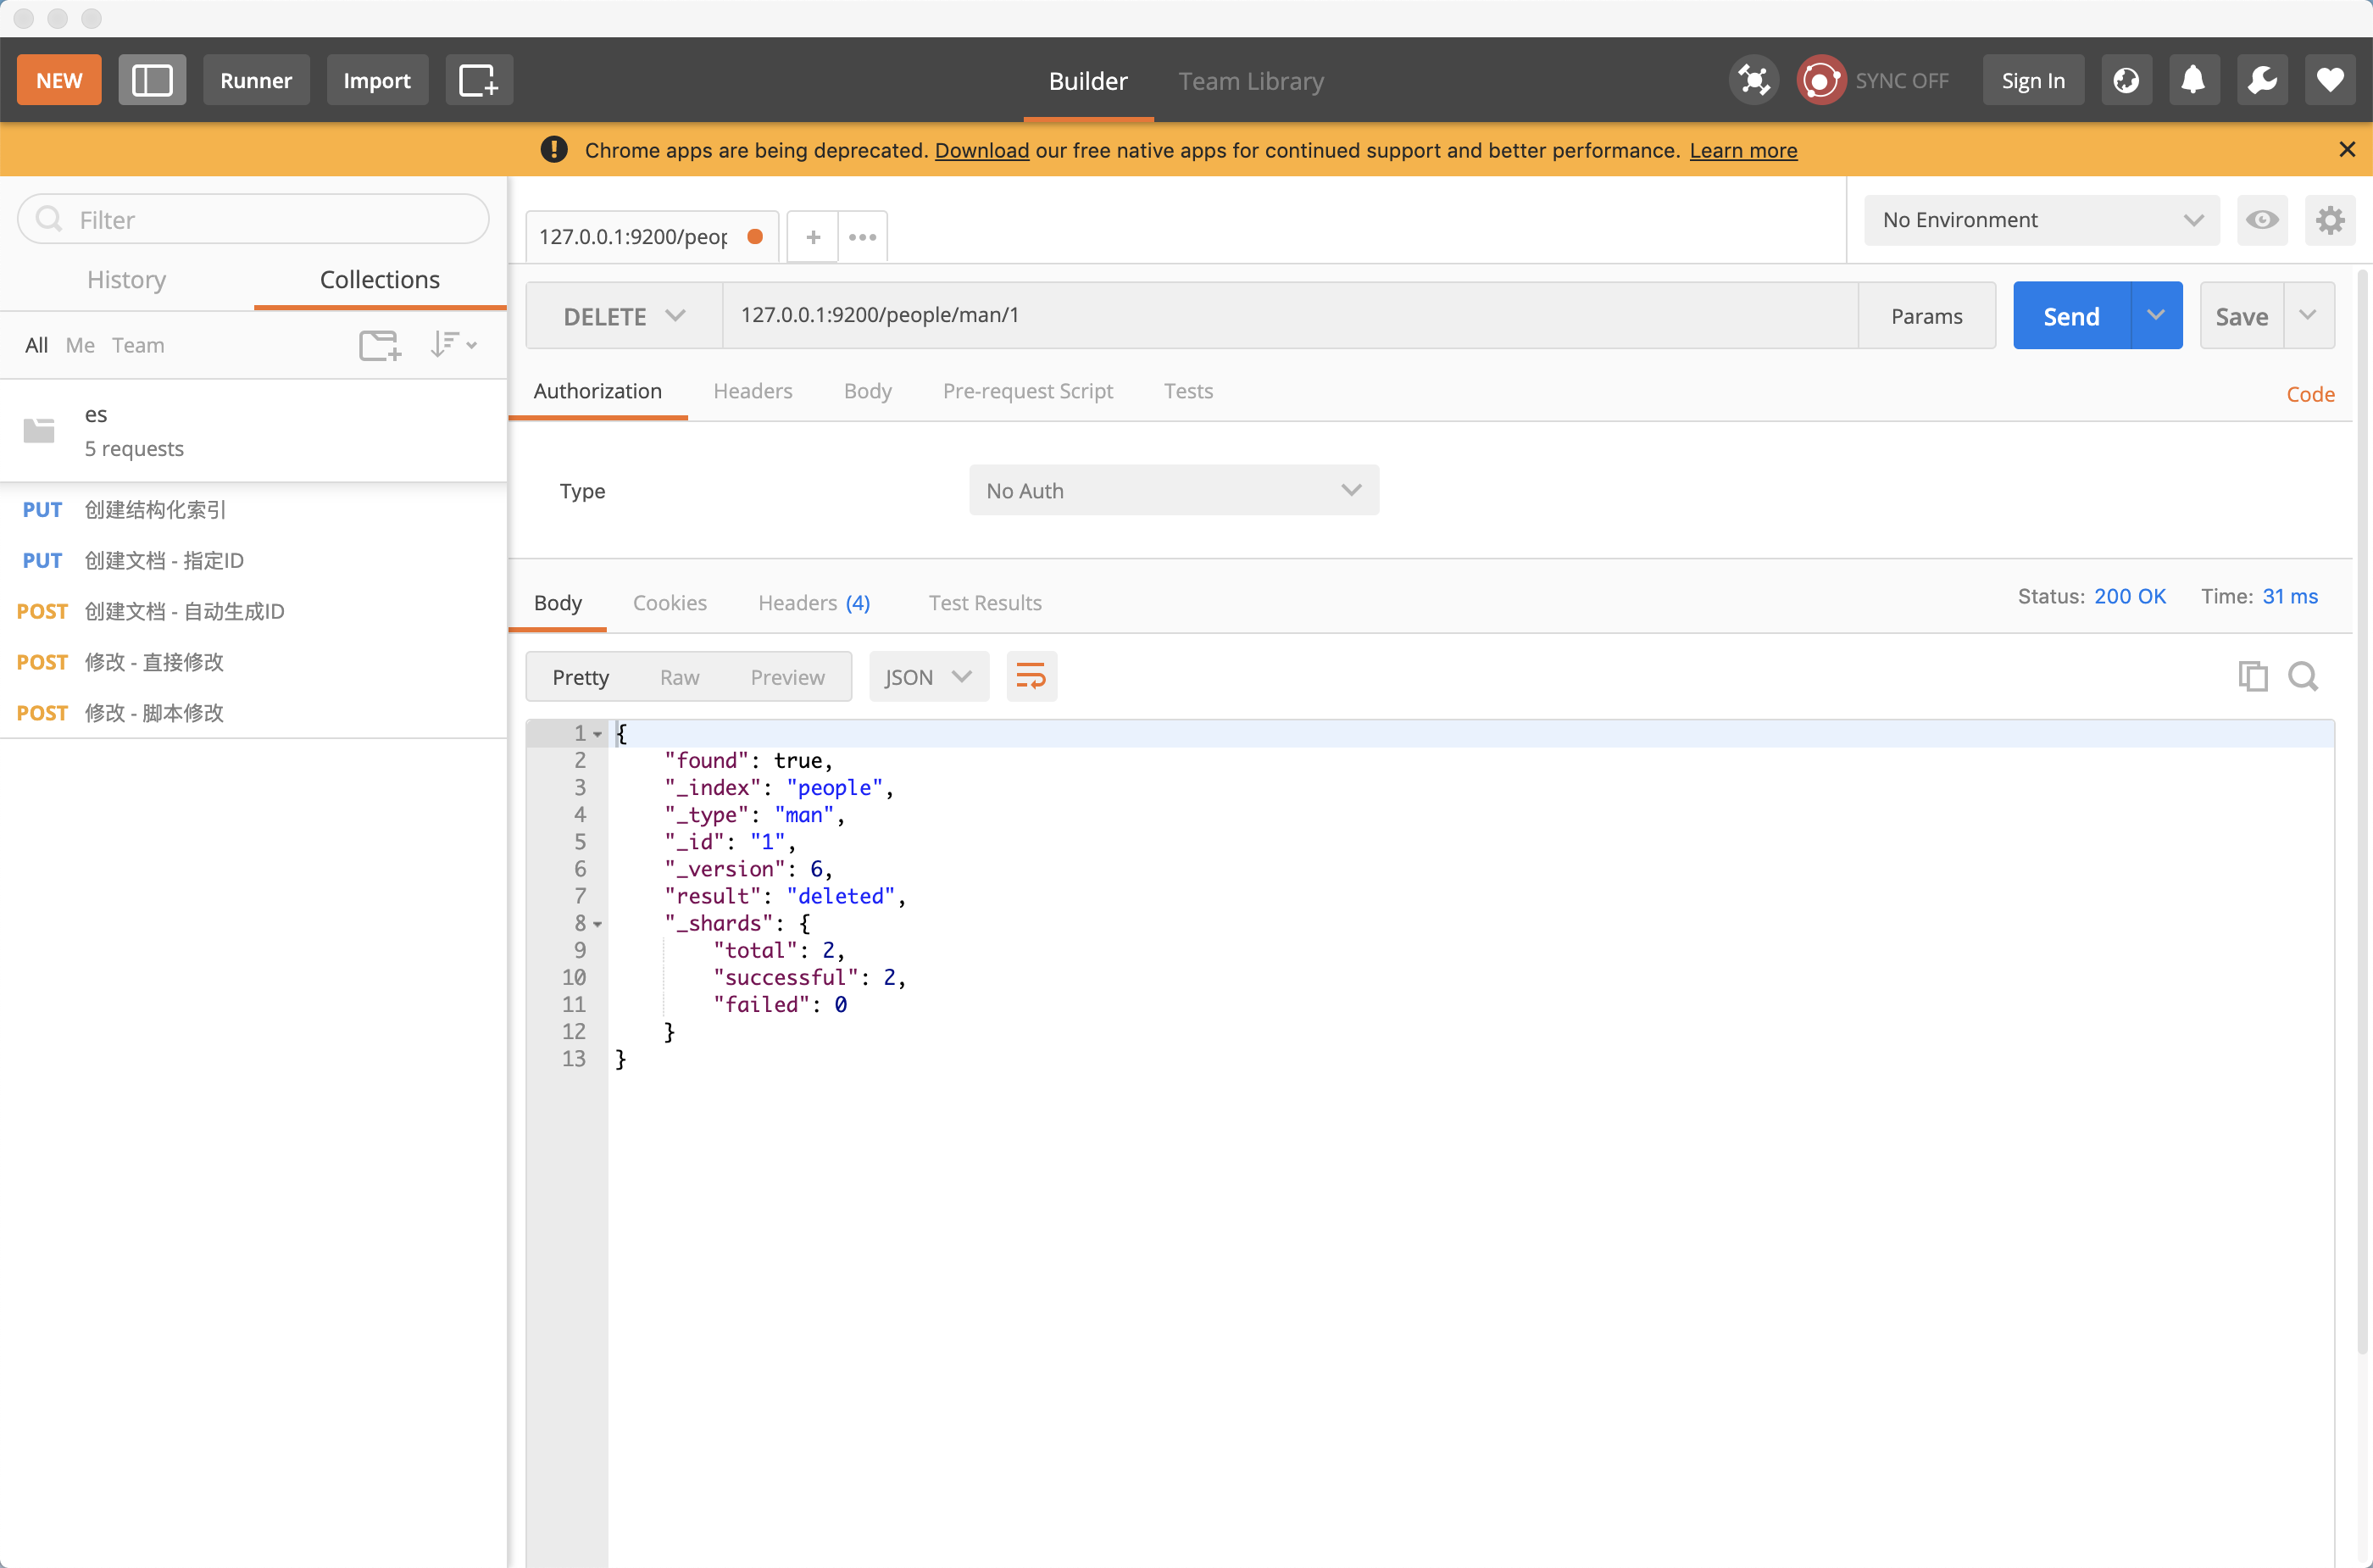 NEW Runner Import Builder Team Library SYNC OFF Sign In
Chrome apps are being deprecated. Download our free native apps for continued support and better performance. Learn more
Filter
History Collections
All Me Team
es
5 requests
PUT 创建结构化索引
PUT 创建文档 - 指定ID
POST 创建文档 - 自动生成ID
POST 修改 - 直接修改
POST 修改 - 脚本修改
127.0.0.1:9200/peop
No Environment
DELETE 127.0.0.1:9200/people/man/1 Params Send Save
Authorization Headers Body Pre-request Script Tests Code
Type No Auth
Body Cookies Headers (4) Test Results Status: 200 OK Time: 31 ms
Pretty Raw Preview JSON
1 {
2 "found": true,
3 "_index": "people",
4 "_type": "man",
5 "_id": "1",
6 "_version": 6,
7 "result": "deleted",
8 "_shards": {
9 "total": 2,
10 "successful": 2,
11 "failed": 0
12 }
13 }